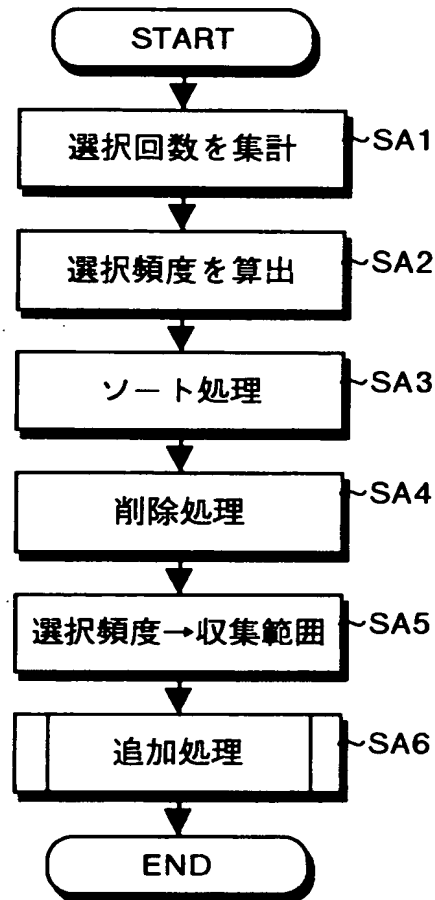 START
選択回数を集計 SA1
選択頻度を算出 SA2
ソート処理 SA3
削除処理 SA4
選択頻度→収集範囲 SA5
追加処理 SA6
END